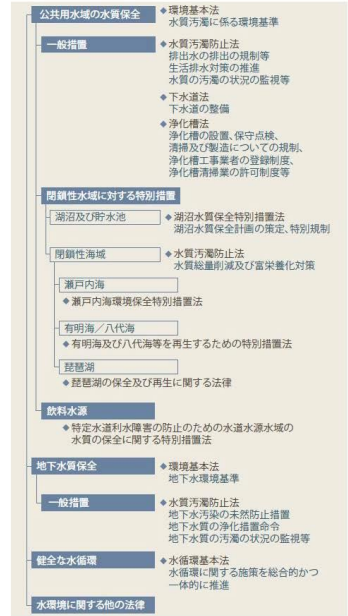 公共用水域の水質保全
◆環境基本法
水質汚濁に係る環境基準
一般措置
◆水質汚濁防止法
排出水の排出の規制等
生活排水対策の推進
水質の汚濁の状況の監視等
◆下水道法
下水道の整備
◆浄化槽法
浄化槽の設置、保守点検、
清掃及び製造についての規制、
浄化槽工事業者の登録制度、
浄化槽清掃業の許可制度等
閉鎖性水域に対する特別措置
湖沼及び貯水池
◆湖沼水質保全特別措置法
湖沼水質保全計画の策定、特別規制
閉鎖性海域
◆水質汚濁防止法
水質総量削減及び富栄養化対策
瀬戸内海
◆瀬戸内海環境保全特別措置法
有明海／八代海
◆有明海及び八代海等を再生するための特別措置法
琵琶湖
◆琵琶湖の保全及び再生に関する法律
飲料水源
◆特定水道利水障害の防止のための水道水源水域の
水質の保全に関する特別措置法
地下水質保全
◆環境基本法
地下水環境基準
一般措置
◆水質汚濁防止法
地下水汚染の未然防止措置
地下水質の浄化措置命令
地下水質の汚濁の状況の監視等
健全な水循環
◆水循環基本法
水循環に関する施策を総合的かつ
一体的に推進
水環境に関する他の法律